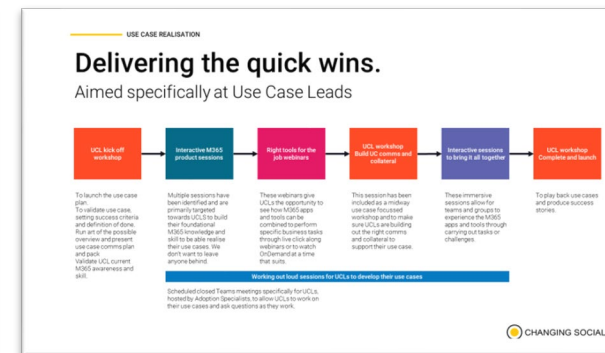 USE CASE REALISATION
Delivering the quick wins.
Aimed specifically at Use Case Leads
UCL kick off
workshop
Interactive M365
product sessions
Right tools for the
job webinars
UCL workshop
Build UC comms and
collateral
Interactive sessions
to bring it all together
UCL workshop
Complete and launch
To launch the use case
plan.
To validate use case,
setting success criteria
and definition of done.
Run art of the possible
overview and present
use case comms plan
and pack
Validate UCL current
M365 awareness and
skill.
Multiple sessions have
been identified and are
primarily targeted
towards UCLS to build
their foundational
M365 knowledge and
skill to be able realise
their use cases. We
don't want to leave
anyone behind.
These webinars give
UCLs the opportunity to
see how M365 apps
and tools can be
combined to perform
specific business tasks
through live click along
webinars or to watch
OnDemand at a time
that suits.
This session has been
included as a midway
use case focussed
workshop and to make
sure UCLs are building
out the right comms
and collateral to
support their use case.
These immersive
sessions allow for
teams and groups to
experience the M365
apps and tools through
carrying out tasks or
challenges.
To play back use cases
and produce success
stories.
Working out loud sessions for UCLs to develop their use cases
Scheduled closed Teams meetings specifically for UCLs,
hosted by Adoption Specialists, to allow UCLs to work on
their use cases and ask questions as they work.
CHANGING SOCIAL